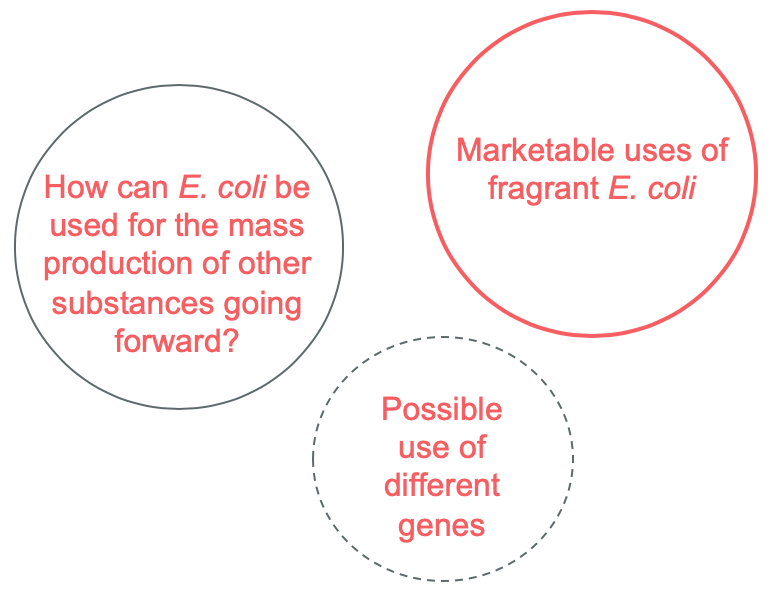 How can E. coli be
used for the mass
production of other
substances going
forward?
Marketable uses of
fragrant E. coli
Possible
use of
different
genes